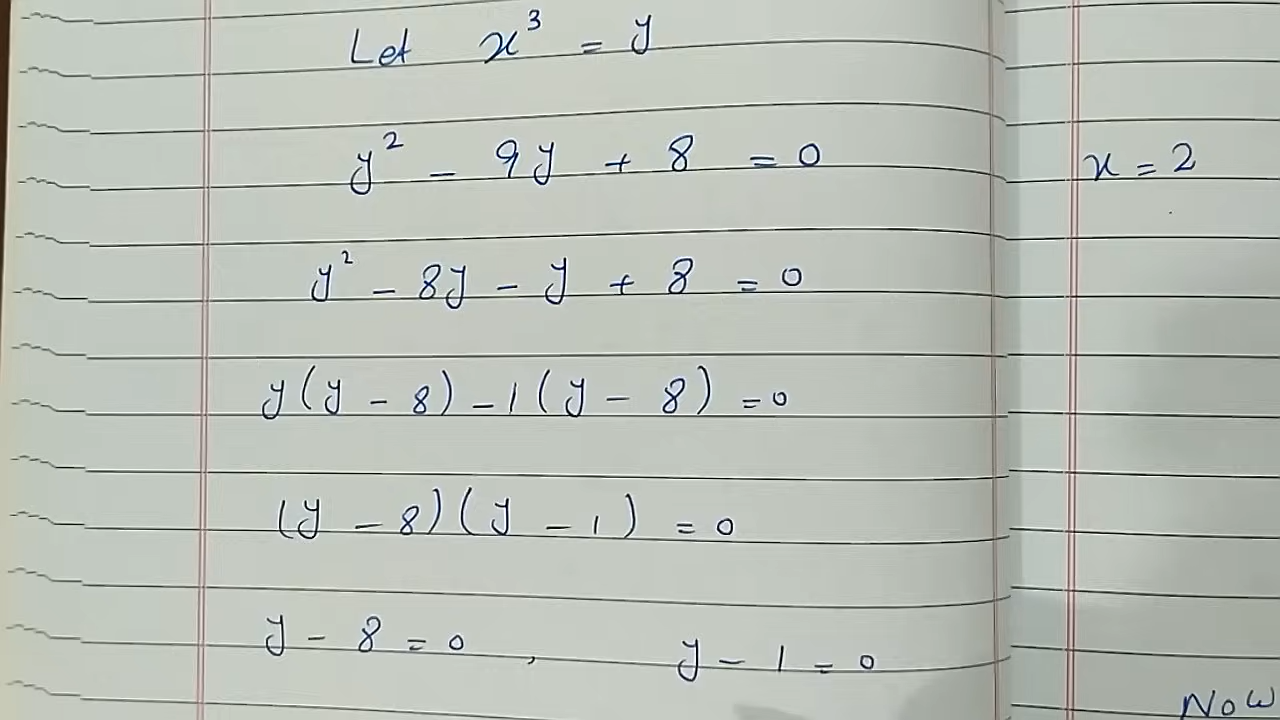 Let x³ = y
y² - 9y + 8 = 0
y² - 8y - y + 8 = 0
y(y - 8) - 1(y - 8) = 0
(y - 8)(y - 1) = 0
y - 8 = 0 , y - 1 = 0
x = 2
Now